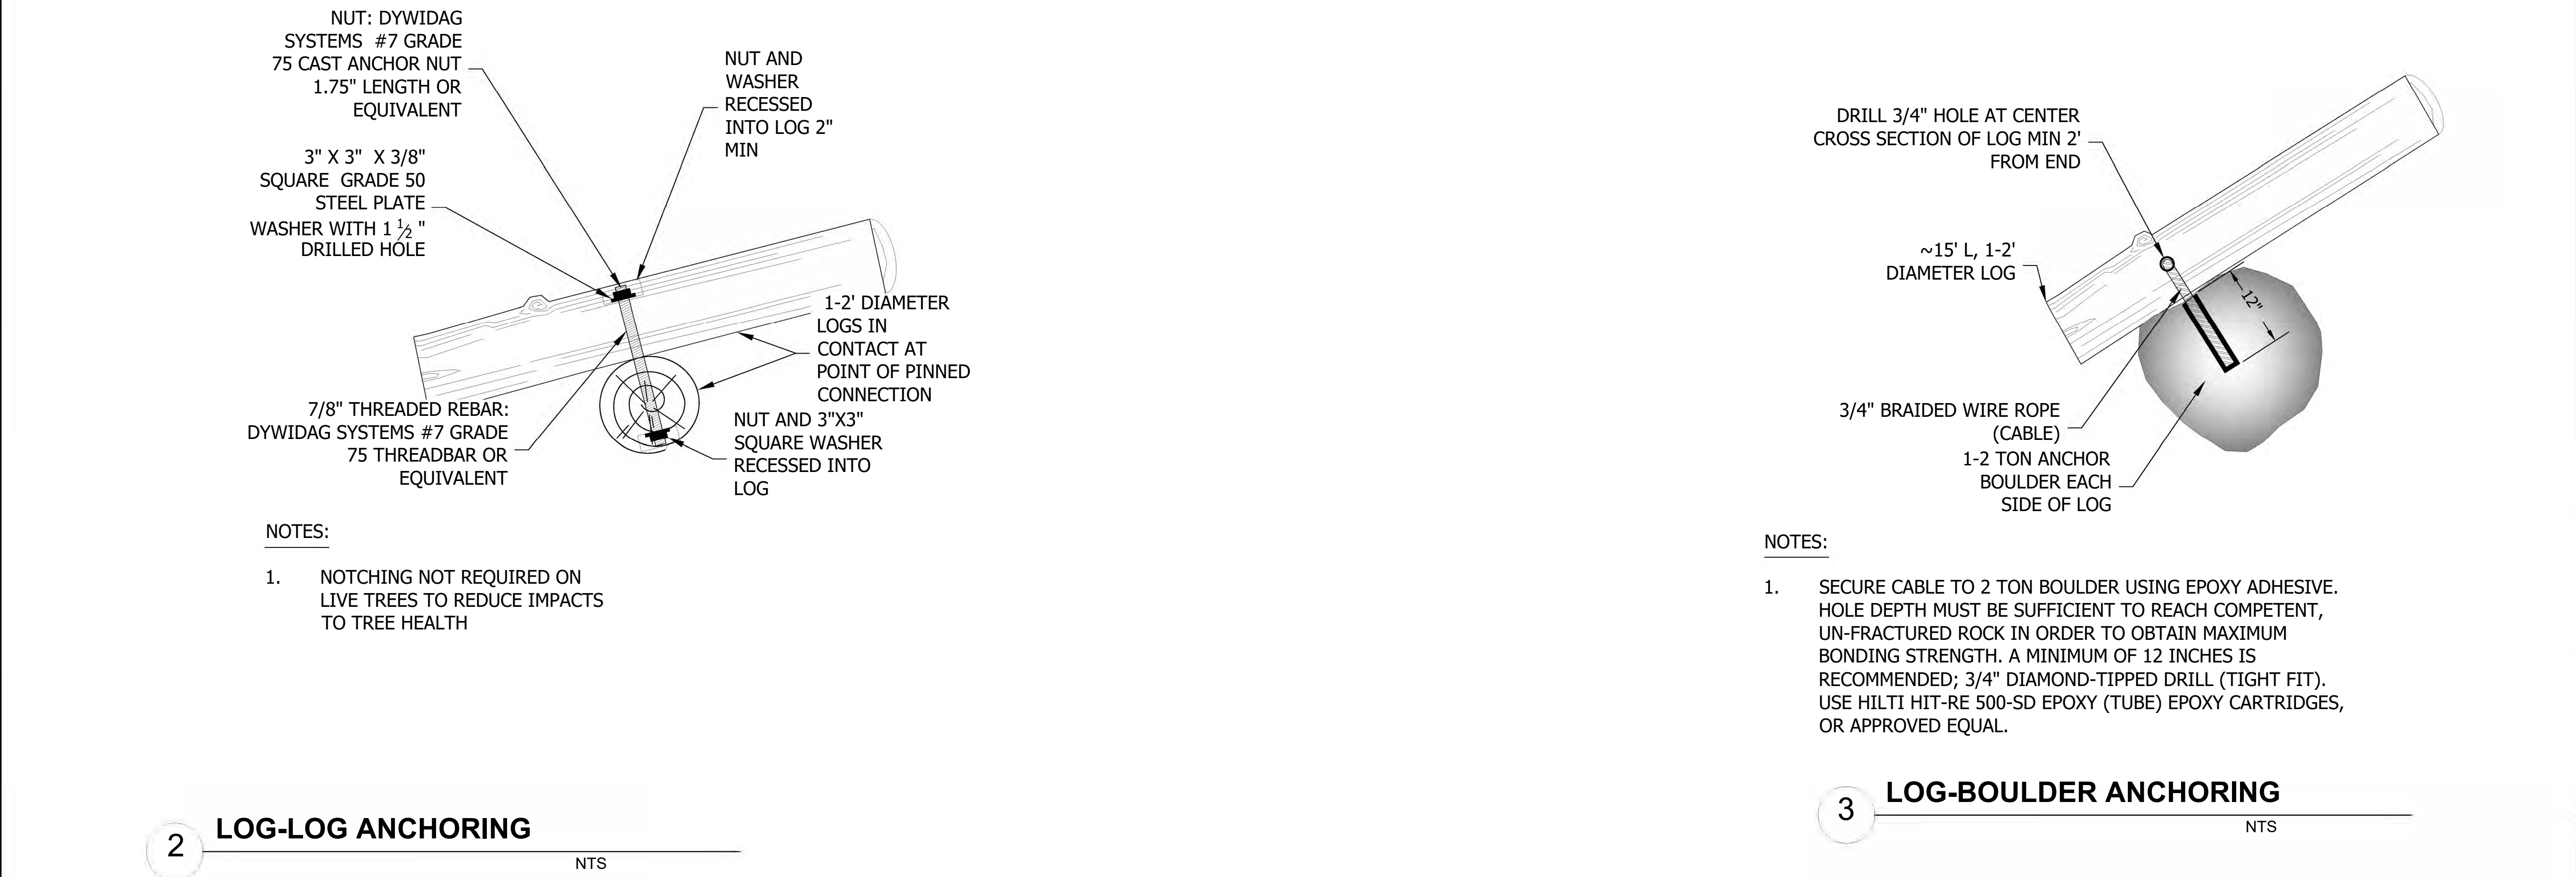 NUT: DYWIDAG
SYSTEMS #7 GRADE
75 CAST ANCHOR NUT
1.75" LENGTH OR
EQUIVALENT
3" X 3" X 3/8"
SQUARE GRADE 50
STEEL PLATE
WASHER WITH 1 1/2 "
DRILLED HOLE
NUT AND
WASHER
RECESSED
INTO LOG 2"
MIN
1-2' DIAMETER
LOGS IN
CONTACT AT
POINT OF PINNED
CONNECTION
7/8" THREADED REBAR:
DYWIDAG SYSTEMS #7 GRADE
75 THREADBAR OR
EQUIVALENT
NUT AND 3"X3"
SQUARE WASHER
RECESSED INTO
LOG
NOTES:
1. NOTCHING NOT REQUIRED ON
LIVE TREES TO REDUCE IMPACTS
TO TREE HEALTH
2
LOG-LOG ANCHORING
NTS
DRILL 3/4" HOLE AT CENTER
CROSS SECTION OF LOG MIN 2'
FROM END
~15' L, 1-2'
DIAMETER LOG
12"
3/4" BRAIDED WIRE ROPE
(CABLE)
1-2 TON ANCHOR
BOULDER EACH
SIDE OF LOG
NOTES:
1. SECURE CABLE TO 2 TON BOULDER USING EPOXY ADHESIVE.
HOLE DEPTH MUST BE SUFFICIENT TO REACH COMPETENT,
UN-FRACTURED ROCK IN ORDER TO OBTAIN MAXIMUM
BONDING STRENGTH. A MINIMUM OF 12 INCHES IS
RECOMMENDED; 3/4" DIAMOND-TIPPED DRILL (TIGHT FIT).
USE HILTI HIT-RE 500-SD EPOXY (TUBE) EPOXY CARTRIDGES,
OR APPROVED EQUAL.
3
LOG-BOULDER ANCHORING
NTS